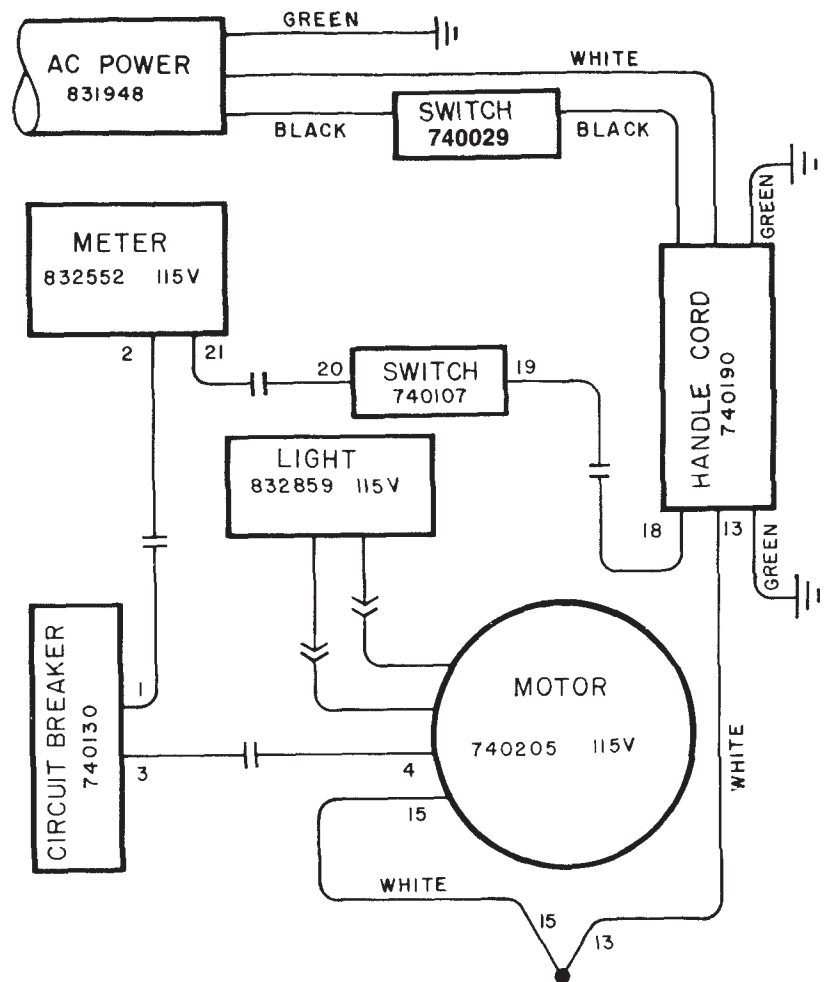 GREEN
AC POWER
831948
WHITE
BLACK
SWITCH
740029
BLACK
GREEN
METER
832552 115V
2
21
20
SWITCH
740107
19
HANDLE CORD
740190
LIGHT
832859 115V
18
13
GREEN
CIRCUIT BREAKER
740130
1
3
4
MOTOR
740205 115V
15
WHITE
WHITE
15
13